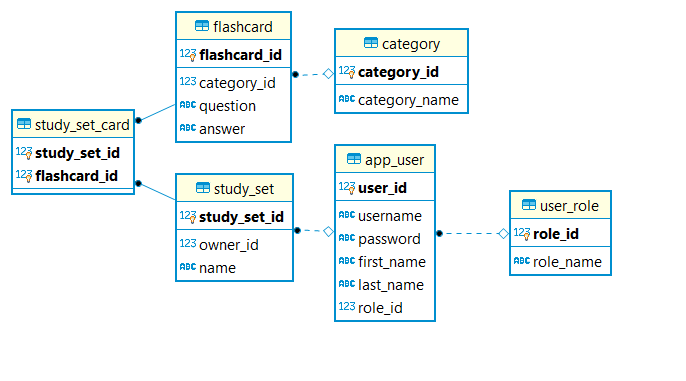 flashcard
123 flashcard_id
123 category_id
ABC question
ABC answer
category
123 category_id
ABC category_name
study_set_card
123 study_set_id
123 flashcard_id
study_set
123 study_set_id
123 owner_id
ABC name
app_user
123 user_id
ABC username
ABC password
ABC first_name
ABC last_name
123 role_id
user_role
123 role_id
ABC role_name